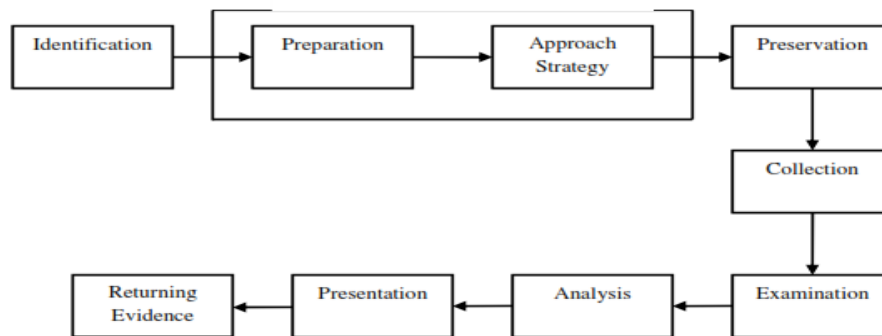 Identification
Preparation
Approach
Strategy
Preservation
Collection
Examination
Analysis
Presentation
Returning
Evidence